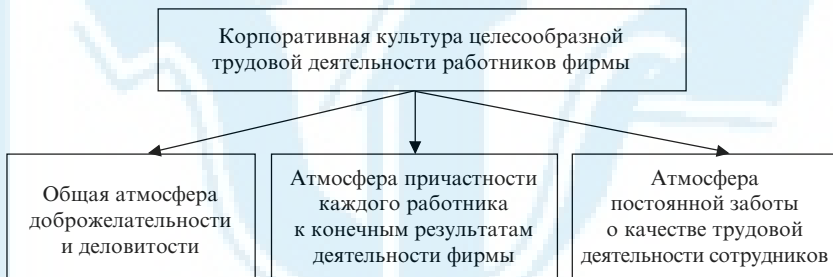 Корпоративная культура целесообразной
трудовой деятельности работников фирмы
Общая атмосфера
доброжелательности
и деловитости
Атмосфера причастности
каждого работника
к конечным результатам
деятельности фирмы
Атмосфера
постоянной заботы
о качестве трудовой
деятельности сотрудников